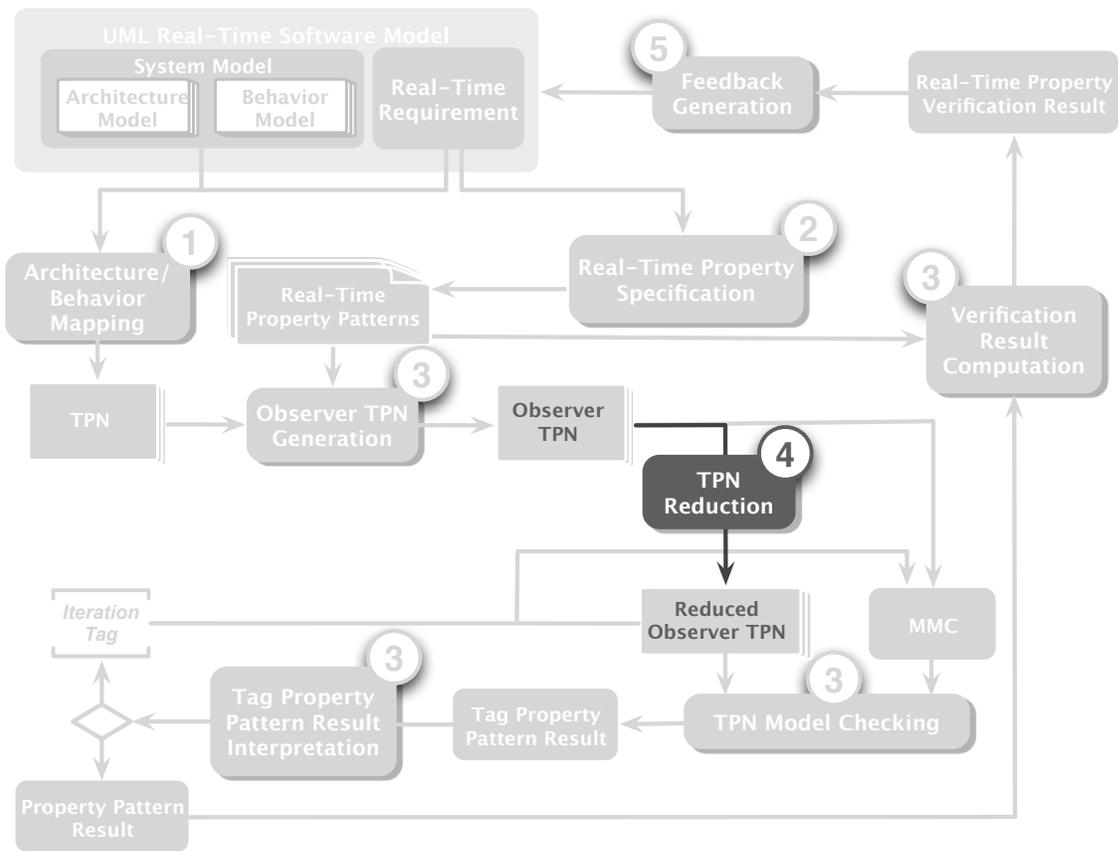 UML Real-Time Software Model
System Model
Architecture
Model
Behavior
Model
Real-Time
Requirement
5
Feedback
Generation
Real-Time Property
Verification Result
1
Architecture/
Behavior
Mapping
Real-Time
Property Patterns
2
Real-Time Property
Specification
3
Verification
Result
Computation
TPN
3
Observer TPN
Generation
Observer
TPN
4
TPN
Reduction
Iteration
Tag
Reduced
Observer TPN
MMC
3
Tag Property
Pattern Result
Interpretation
Tag Property
Pattern Result
3
TPN Model Checking
Property Pattern
Result